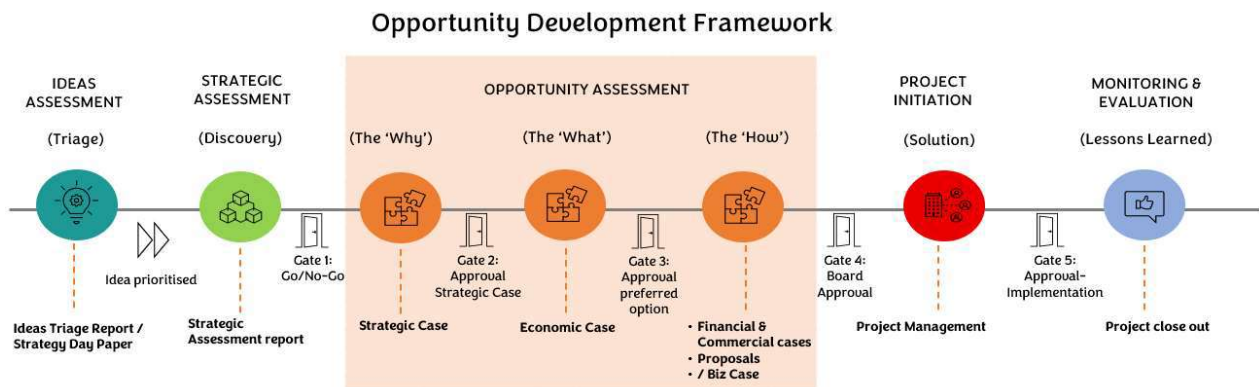 Opportunity Development Framework
IDEAS
ASSESSMENT
(Triage)
STRATEGIC
ASSESSMENT
(Discovery)
OPPORTUNITY ASSESSMENT
(The 'Why')
(The 'What')
(The 'How')
PROJECT
INITIATION
(Solution)
MONITORING &
EVALUATION
(Lessons Learned)
Idea prioritised
Gate 1:
Go/No-Go
Gate 2:
Approval
Strategic Case
Gate 3:
Approval
preferred
option
Gate 4:
Board
Approval
Gate 5:
Approval-
Implementation
Ideas Triage Report /
Strategy Day Paper
Strategic
Assessment report
Strategic Case
Economic Case
• Financial &
Commercial cases
• Proposals
• / Biz Case
Project Management
Project close out